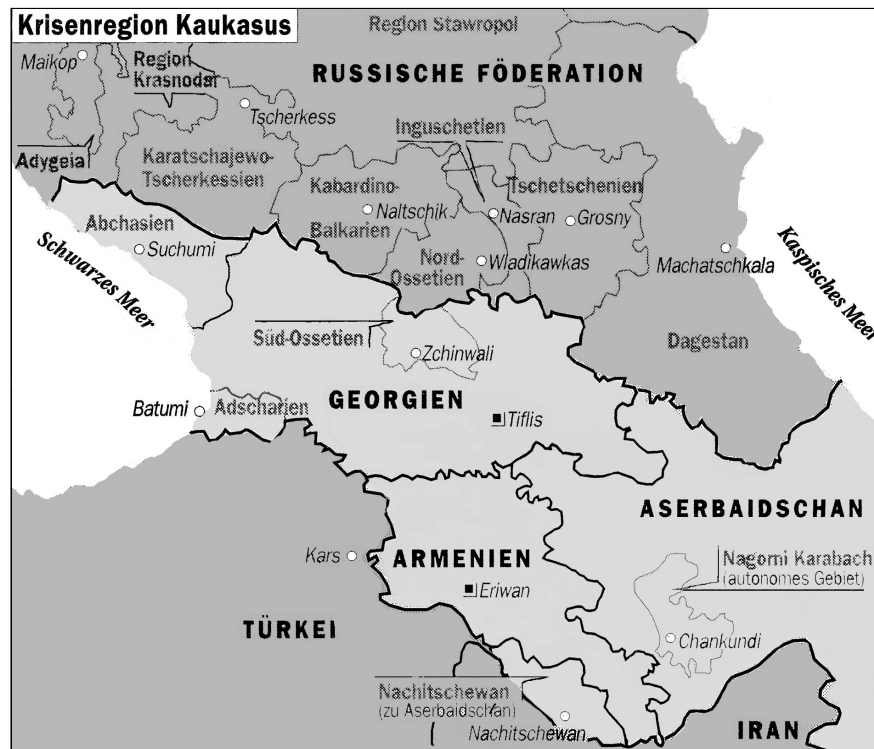 Krisenregion Kaukasus
Region Stawropol
Maikop
Region
Krasnodar
RUSSISCHE FÖDERATION
Tscherkess
Inguschetien
Adygeia
Karatschajewo-
Tscherkessien
Kabardino-
Balkarien
Naltschik
Tschetschenien
Nasran
Grosny
Abchasien
Suchumi
Schwarzes Meer
Nord-
Ossetien
Wladikawkas
Machatschkala
Kaspisches Meer
Süd-Ossetien
Zchinwali
Dagestan
Batumi
Adscharien
GEORGIEN
Tiflis
ASERBAIDSCHAN
Kars
ARMENIEN
Nagorni Karabach
(autonomes Gebiet)
Eriwan
TÜRKEI
Chankundi
Nachitschewan
(zu Aserbaidschan)
Nachitschewan
IRAN